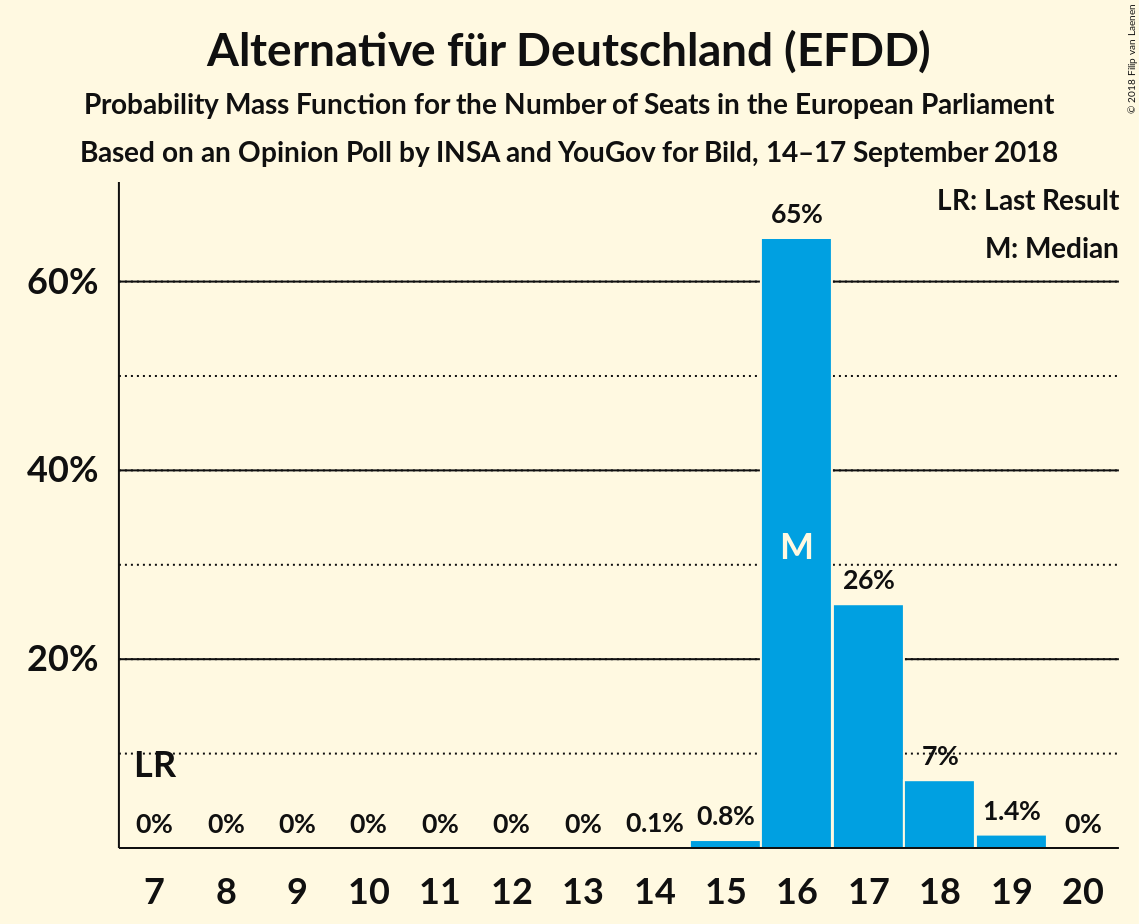 Alternative für Deutschland (EFDD)
Probability Mass Function for the Number of Seats in the European Parliament
Based on an Opinion Poll by INSA and YouGov for Bild, 14–17 September 2018
© 2018 Filip van Laenen
LR: Last Result
M: Median
65%
60%
40%
M
26%
20%
LR
7%
0% 0% 0% 0% 0% 0% 0% 0.1% 0.8% 1.4% 0%
7 8 9 10 11 12 13 14 15 16 17 18 19 20